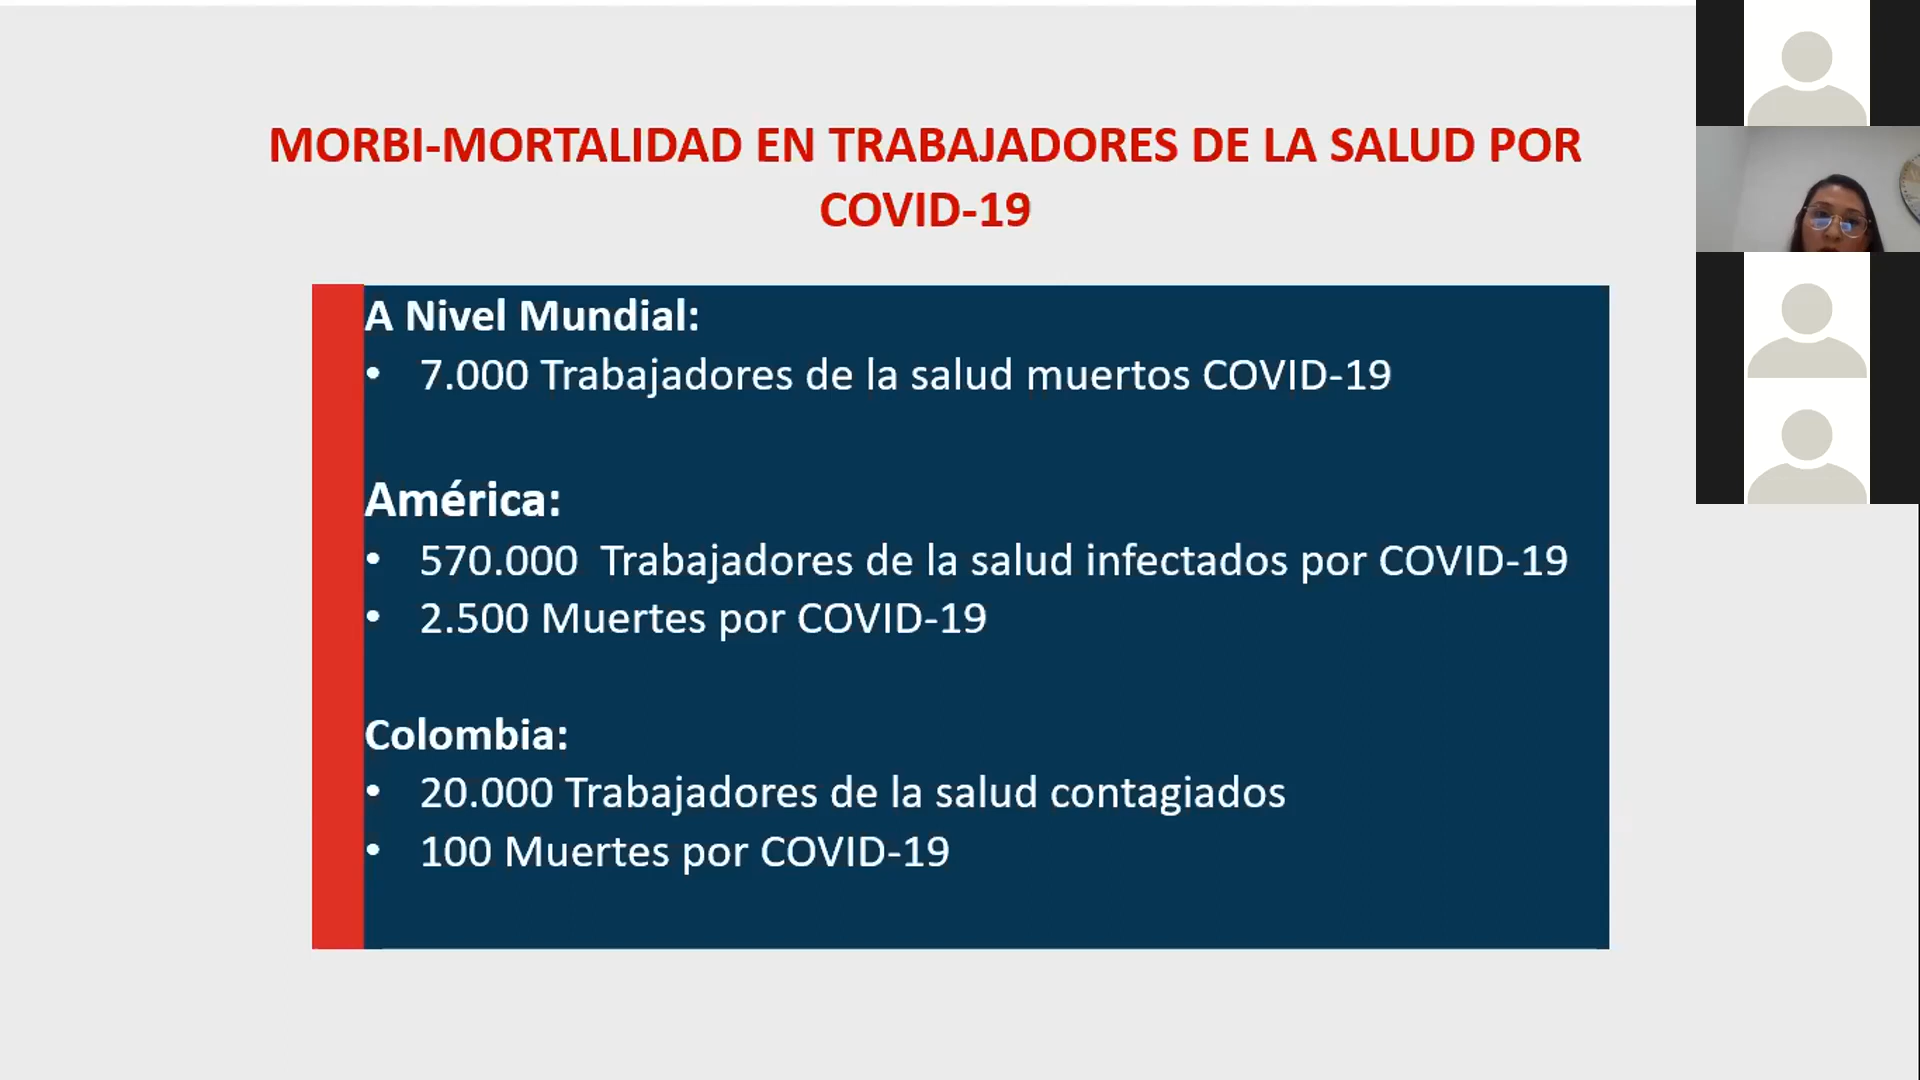 MORBI-MORTALIDAD EN TRABAJADORES DE LA SALUD POR
COVID-19
A Nivel Mundial:
• 7.000 Trabajadores de la salud muertos COVID-19
América:
• 570.000  Trabajadores de la salud infectados por COVID-19
• 2.500 Muertes por COVID-19
Colombia:
• 20.000 Trabajadores de la salud contagiados
• 100 Muertes por COVID-19